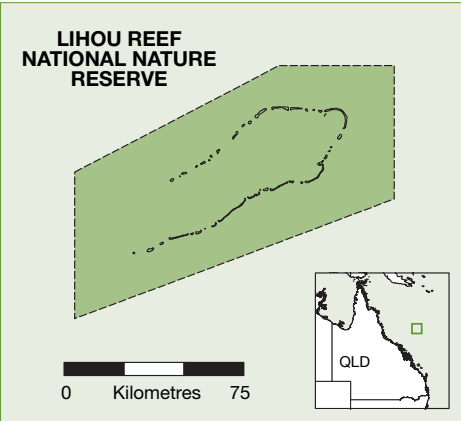 LIHOU REEF
NATIONAL NATURE
RESERVE
QLD
0 Kilometres 75